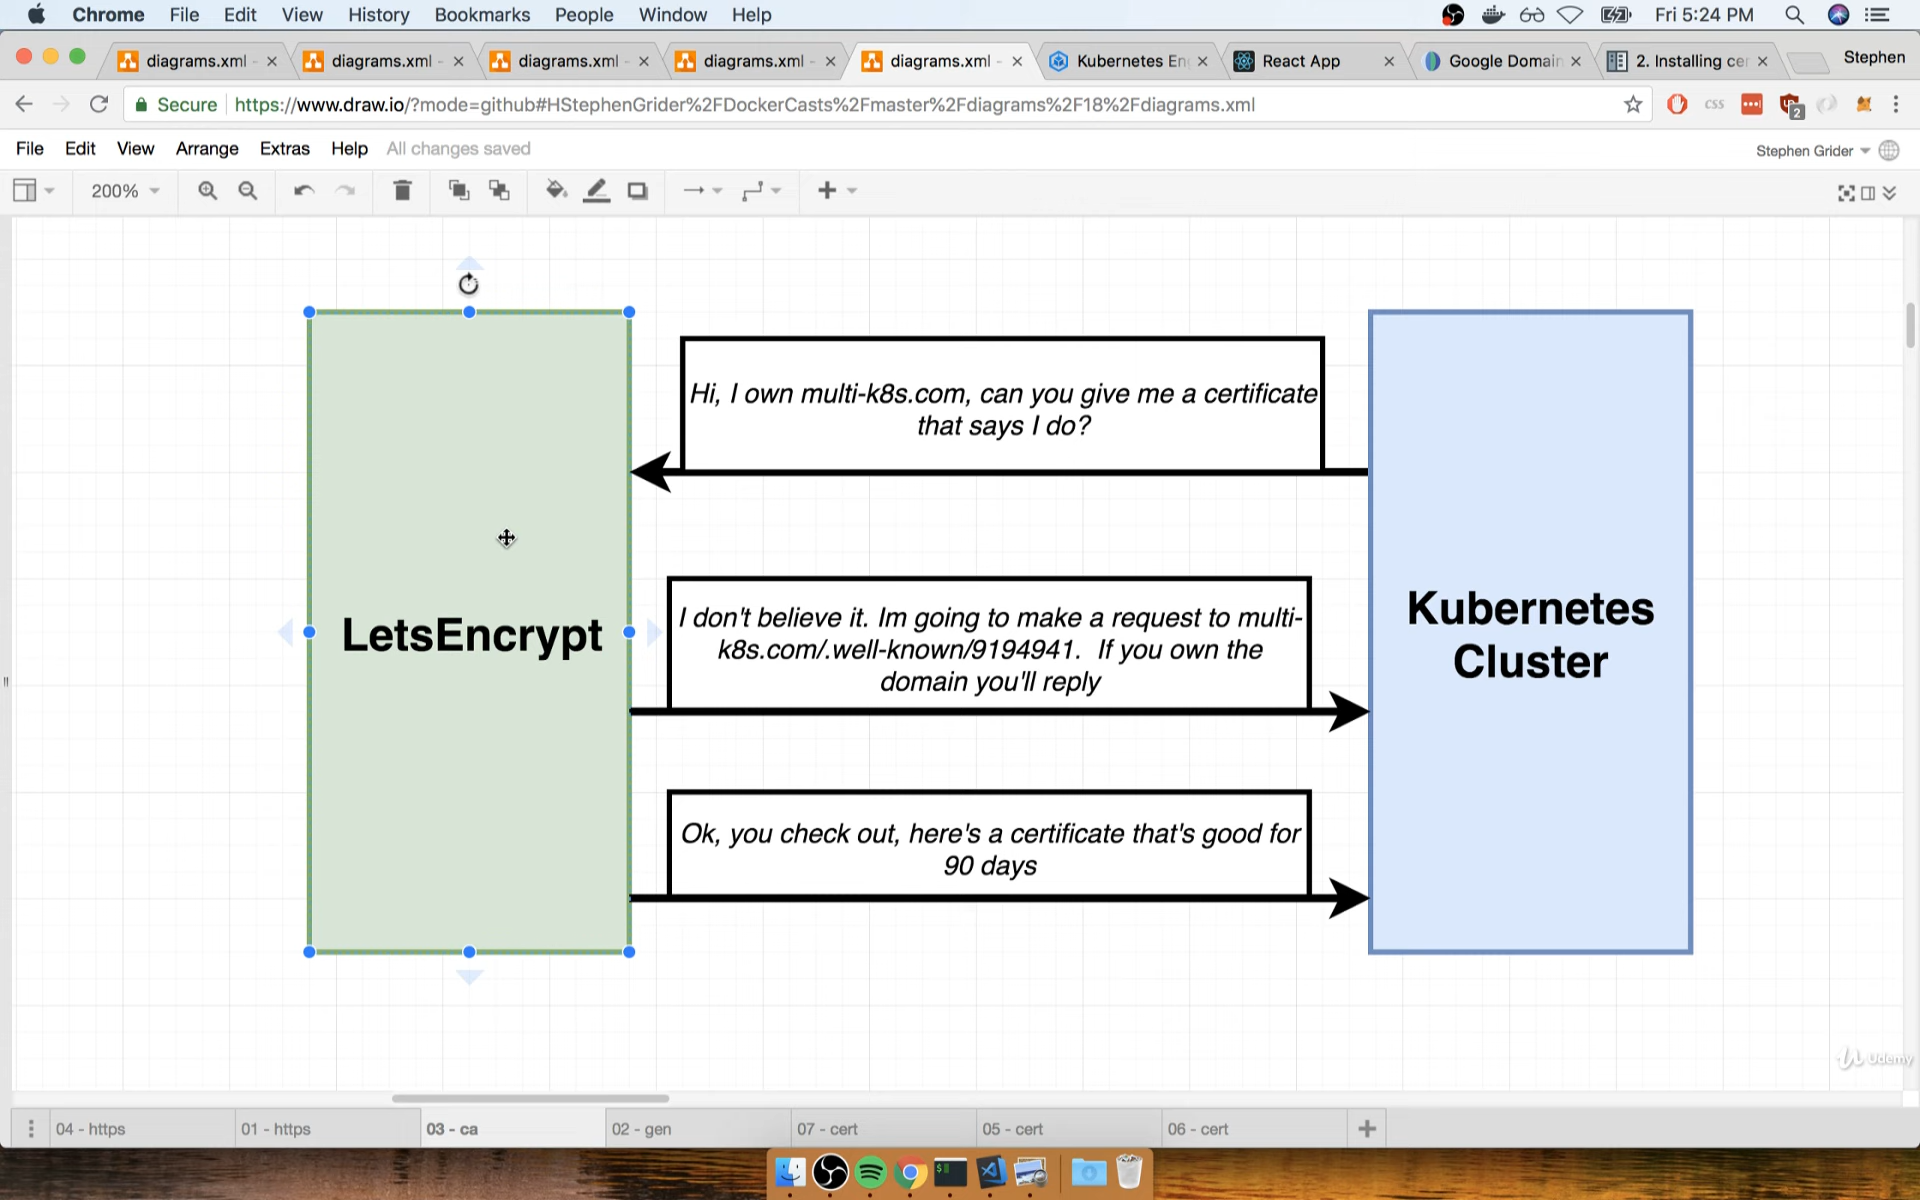 Chrome File Edit View History Bookmarks People Window Help Fri 5:24 PM
diagrams.xml - diagrams.xml - diagrams.xml - diagrams.xml - diagrams.xml - Kubernetes En React App Google Domain 2. Installing cer Stephen
Secure https://www.draw.io/?mode=github#HStephenGrider%2FDockerCasts%2Fmaster%2Fdiagrams%2F18%2Fdiagrams.xml css 2
File Edit View Arrange Extras Help All changes saved Stephen Grider
200%
Hi, I own multi-k8s.com, can you give me a certificate
that says I do?
I don't believe it. Im going to make a request to multi-
k8s.com/.well-known/9194941. If you own the
domain you'll reply
LetsEncrypt
Kubernetes
Cluster
Ok, you check out, here's a certificate that's good for
90 days
Udemy
04 - https 01 - https 03 - ca 02 - gen 07 - cert 05 - cert 06 - cert